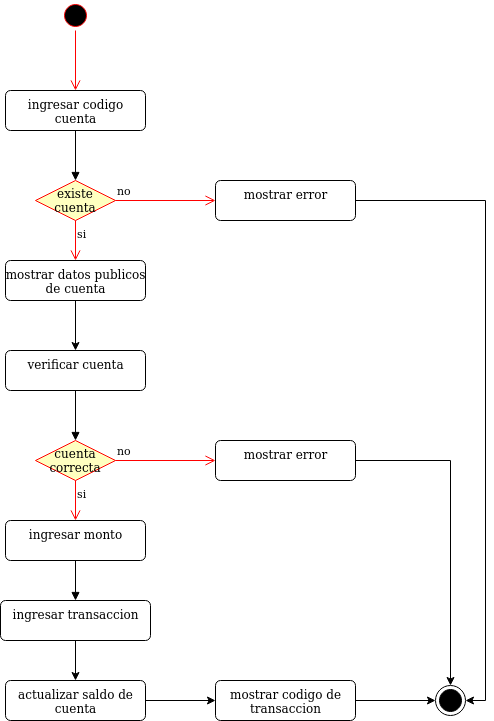 ingresar codigo
cuenta
existe
cuenta
no
mostrar error
si
mostrar datos publicos
de cuenta
verificar cuenta
cuenta
correcta
no
mostrar error
si
ingresar monto
ingresar transaccion
actualizar saldo de
cuenta
mostrar codigo de
transaccion